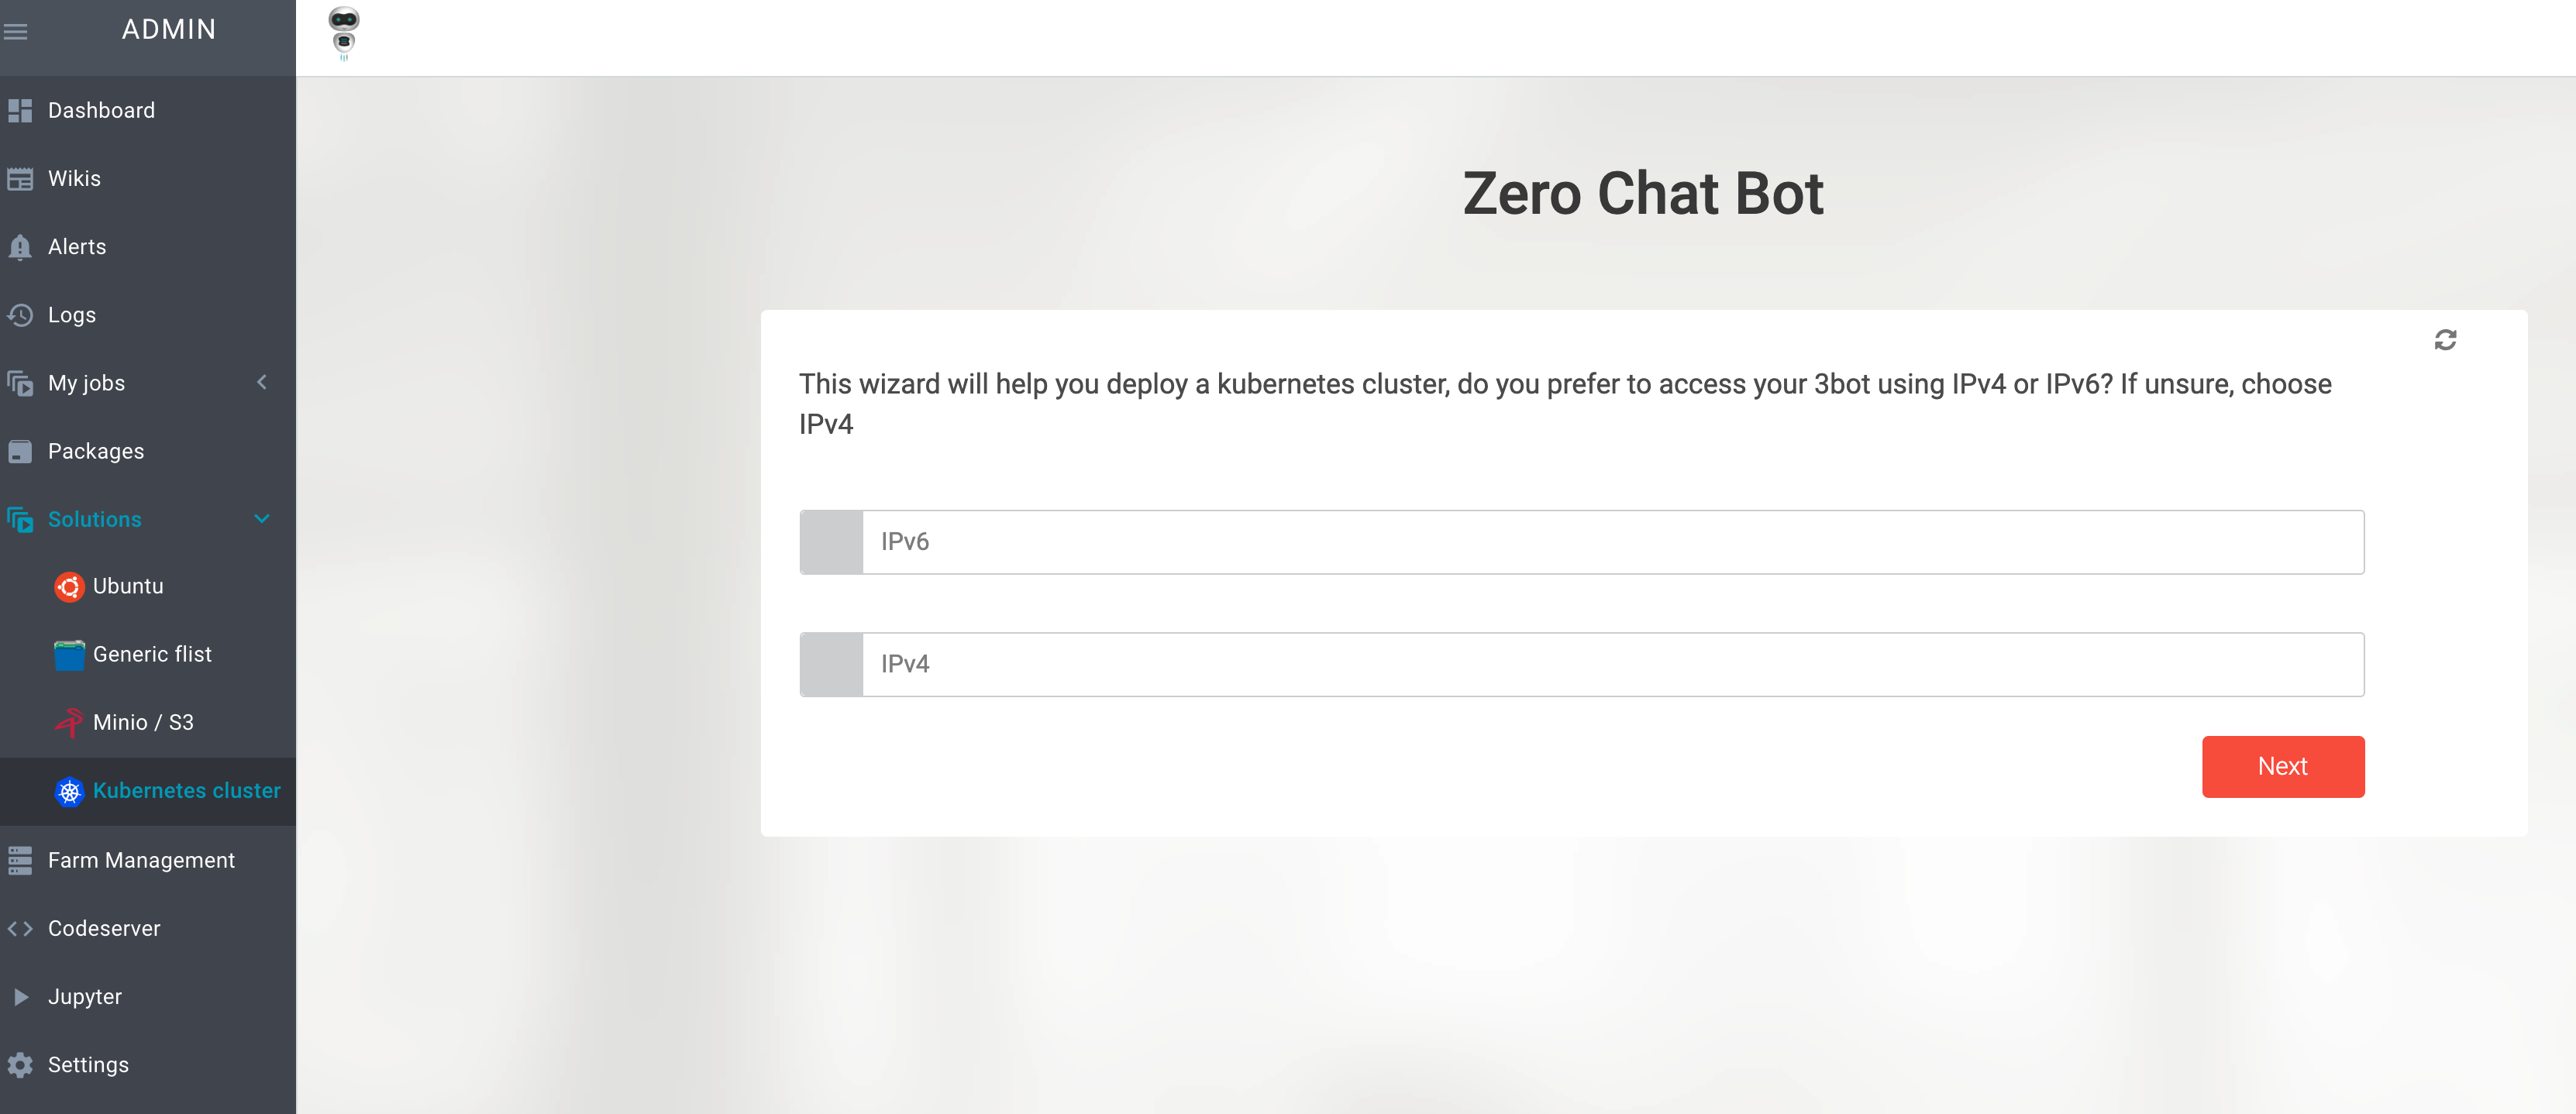 ADMIN
Dashboard
Wikis
Alerts
Logs
My jobs
Packages
Solutions
Ubuntu
Generic flist
Minio / S3
Kubernetes cluster
Farm Management
Codeserver
Jupyter
Settings
Zero Chat Bot
This wizard will help you deploy a kubernetes cluster, do you prefer to access your 3bot using IPv4 or IPv6? If unsure, choose
IPv4
IPv6
IPv4
Next